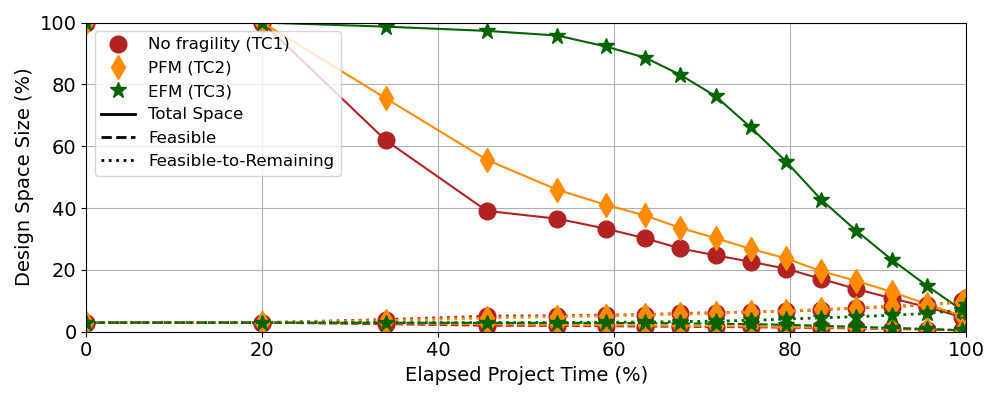 100
80
60
40
20
0
Design Space Size (%)
No fragility (TC1)
PFM (TC2)
EFM (TC3)
Total Space
Feasible
Feasible-to-Remaining
0 20 40 60 80 100
Elapsed Project Time (%)